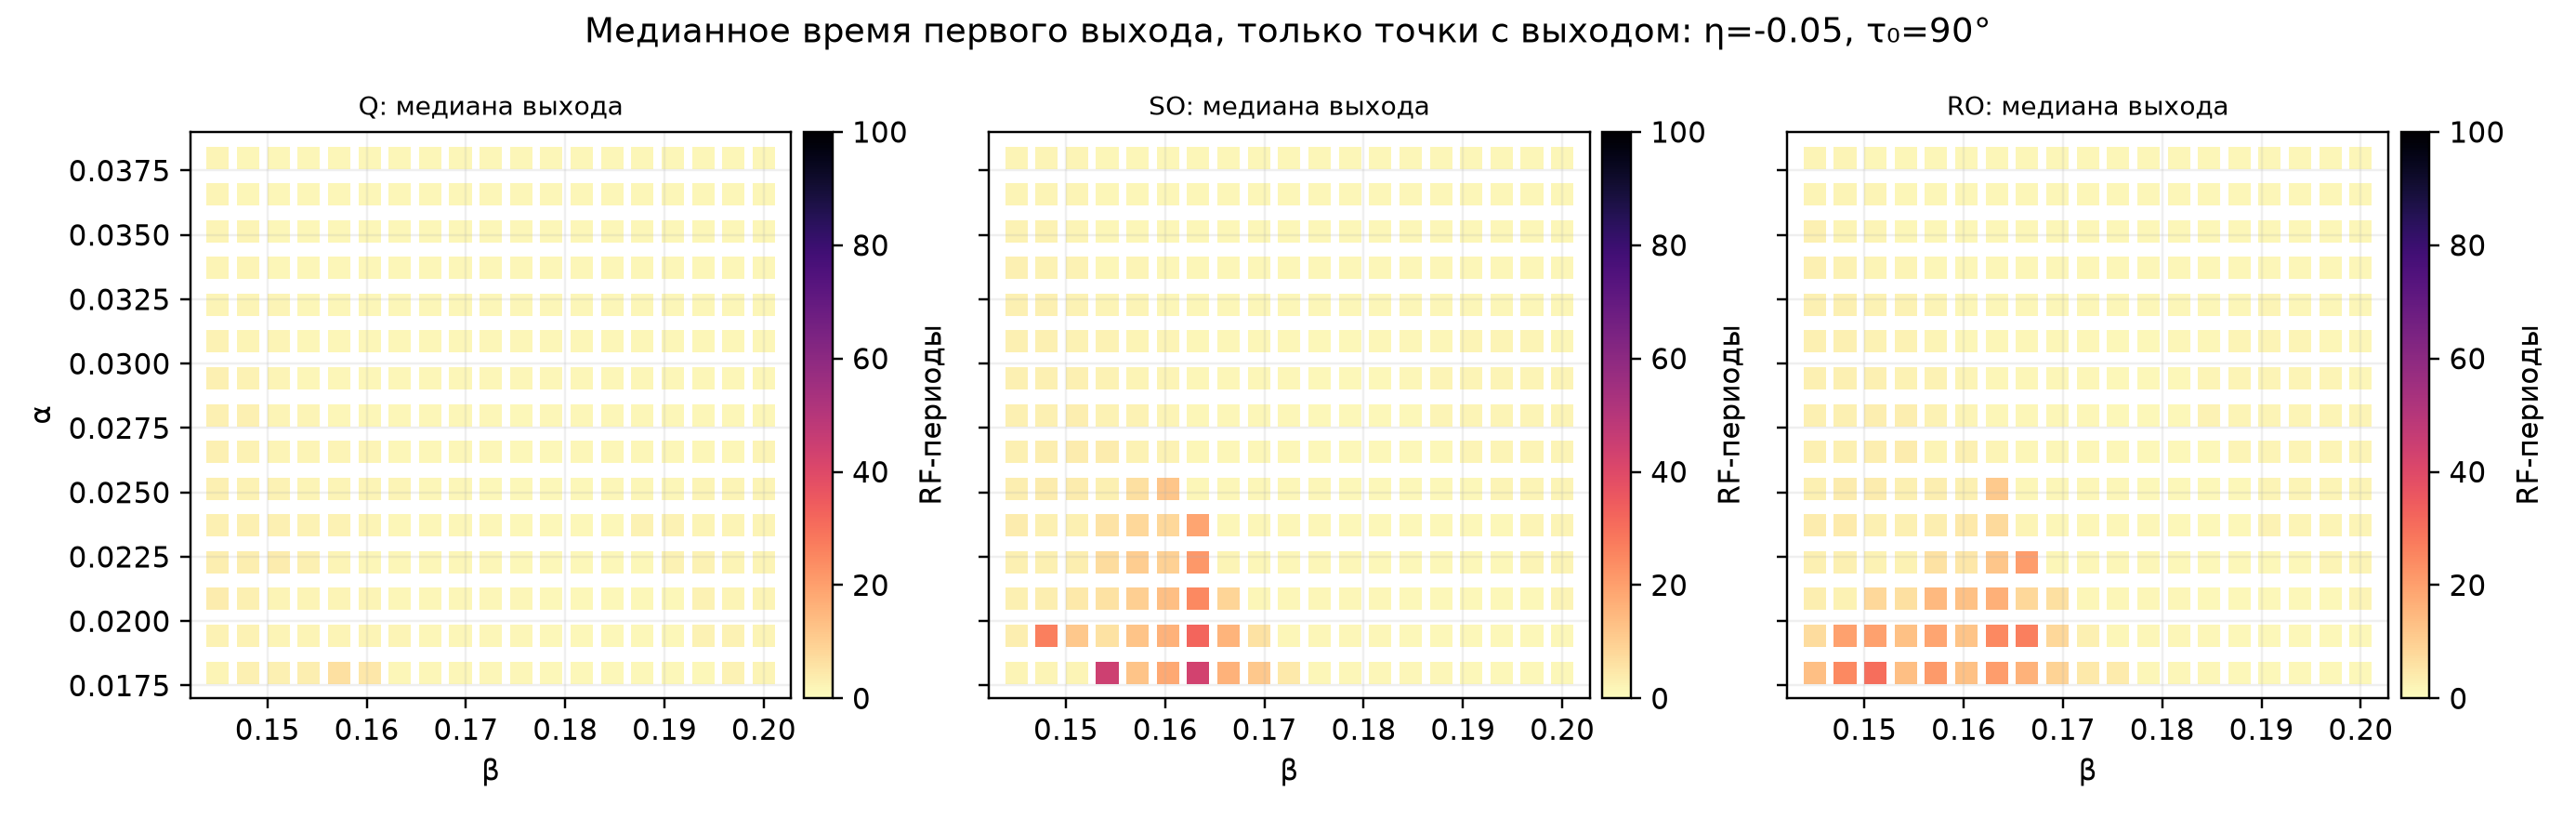 Медианное время первого выхода, только точки с выходом: η=-0.05, τ₀=90°
Q: медиана выхода
SO: медиана выхода
RO: медиана выхода
α
0.0375
0.0350
0.0325
0.0300
0.0275
0.0250
0.0225
0.0200
0.0175
0.15 0.16 0.17 0.18 0.19 0.20
β
100
80
60
40
20
0
RF-периоды
0.15 0.16 0.17 0.18 0.19 0.20
β
100
80
60
40
20
0
RF-периоды
0.15 0.16 0.17 0.18 0.19 0.20
β
100
80
60
40
20
0
RF-периоды